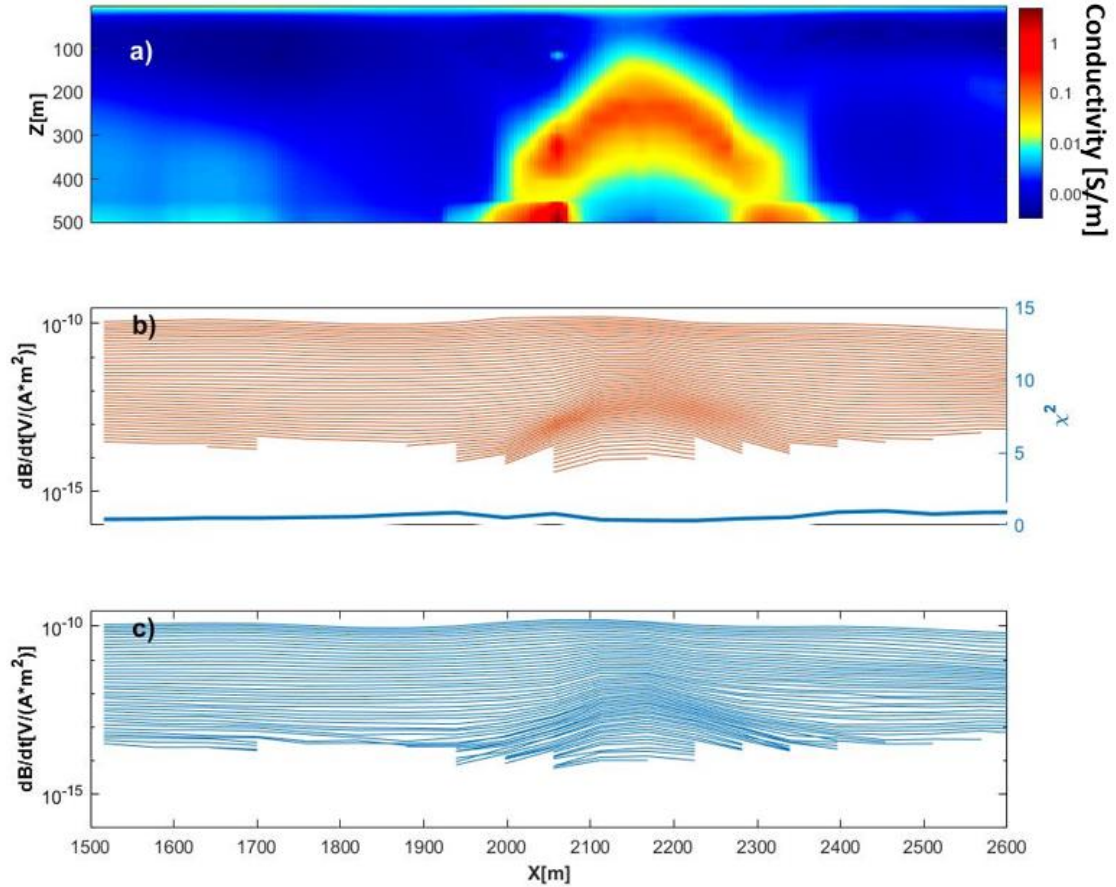 a)
Z[m]
100
200
300
400
500
Conductivity [S/m]
1
0.1
0.01
0.00
b)
dB/dt[V/(A*m²)]
10⁻¹⁰
10⁻¹⁵
χ²
15
10
5
0
c)
dB/dt[V/(A*m²)]
10⁻¹⁰
10⁻¹⁵
1500 1600 1700 1800 1900 2000 2100 2200 2300 2400 2500 2600
X[m]